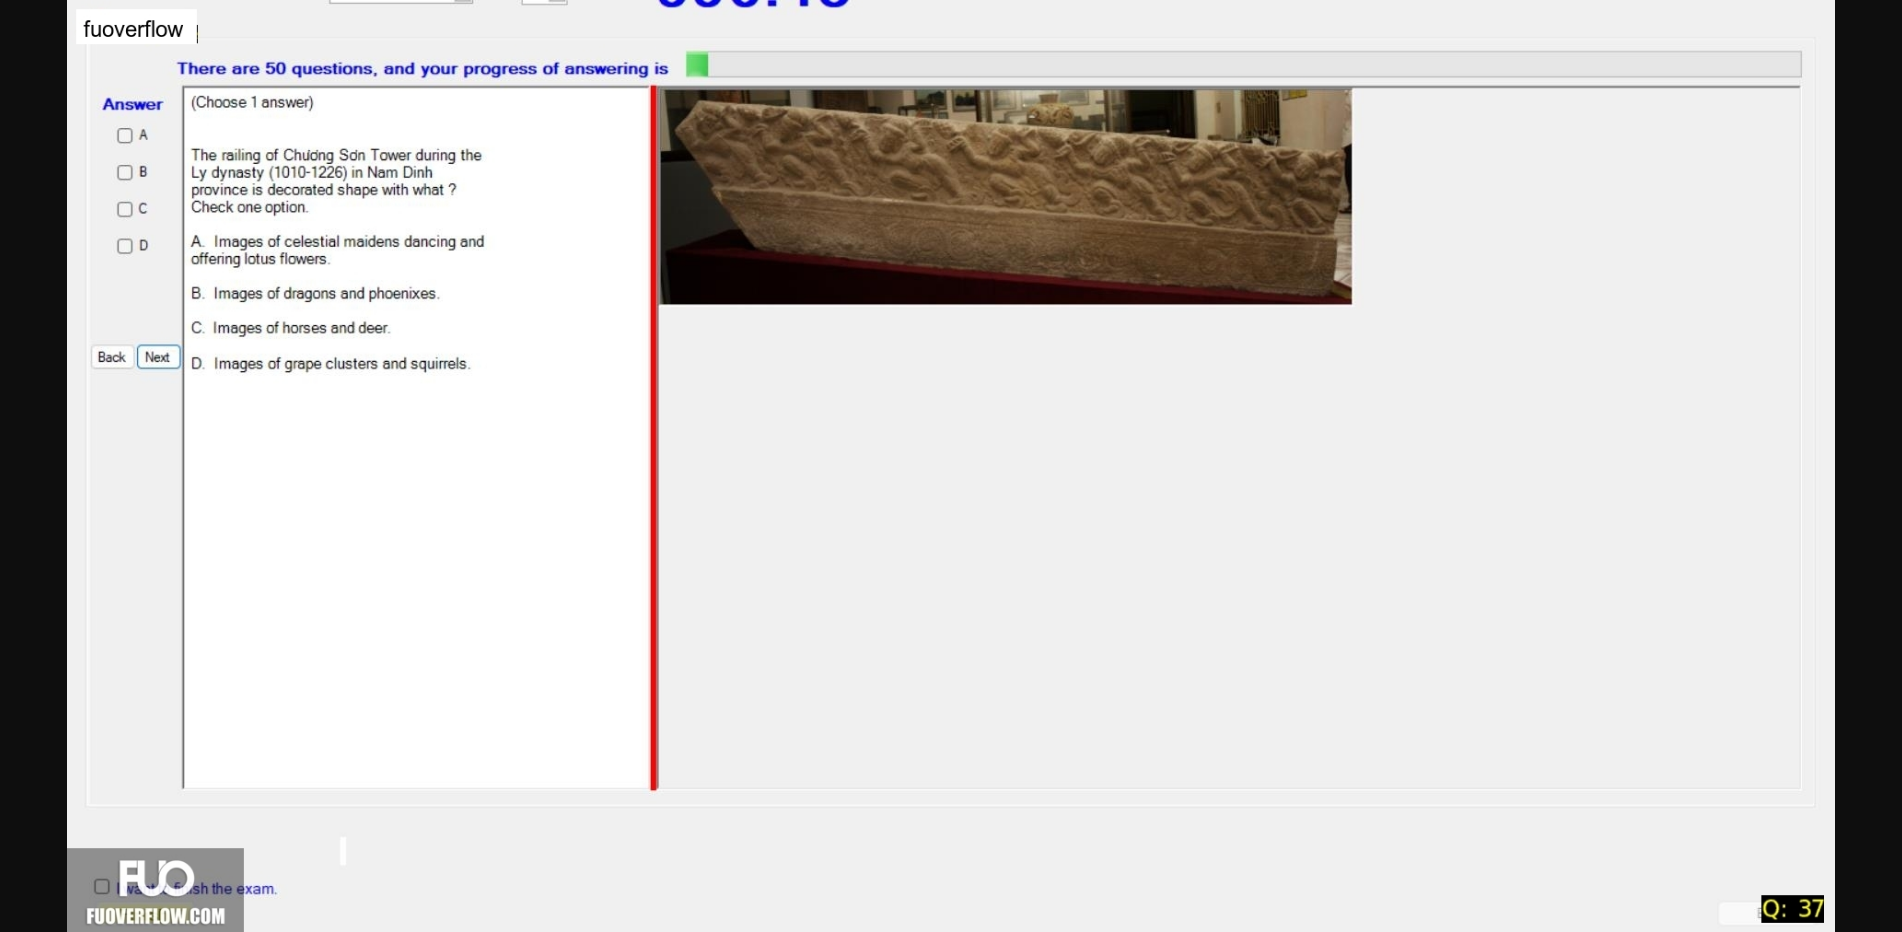 fuoverflow
There are 50 questions, and your progress of answering is
Answer
(Choose 1 answer)
A
B
C
D
The railing of Chương Sơn Tower during the
Ly dynasty (1010-1226) in Nam Dinh
province is decorated shape with what ?
Check one option.
A. Images of celestial maidens dancing and
offering lotus flowers.
B. Images of dragons and phoenixes.
C. Images of horses and deer.
Back Next
D. Images of grape clusters and squirrels.
FUO
the exam.
FUOVERFLOW.COM
Q: 37